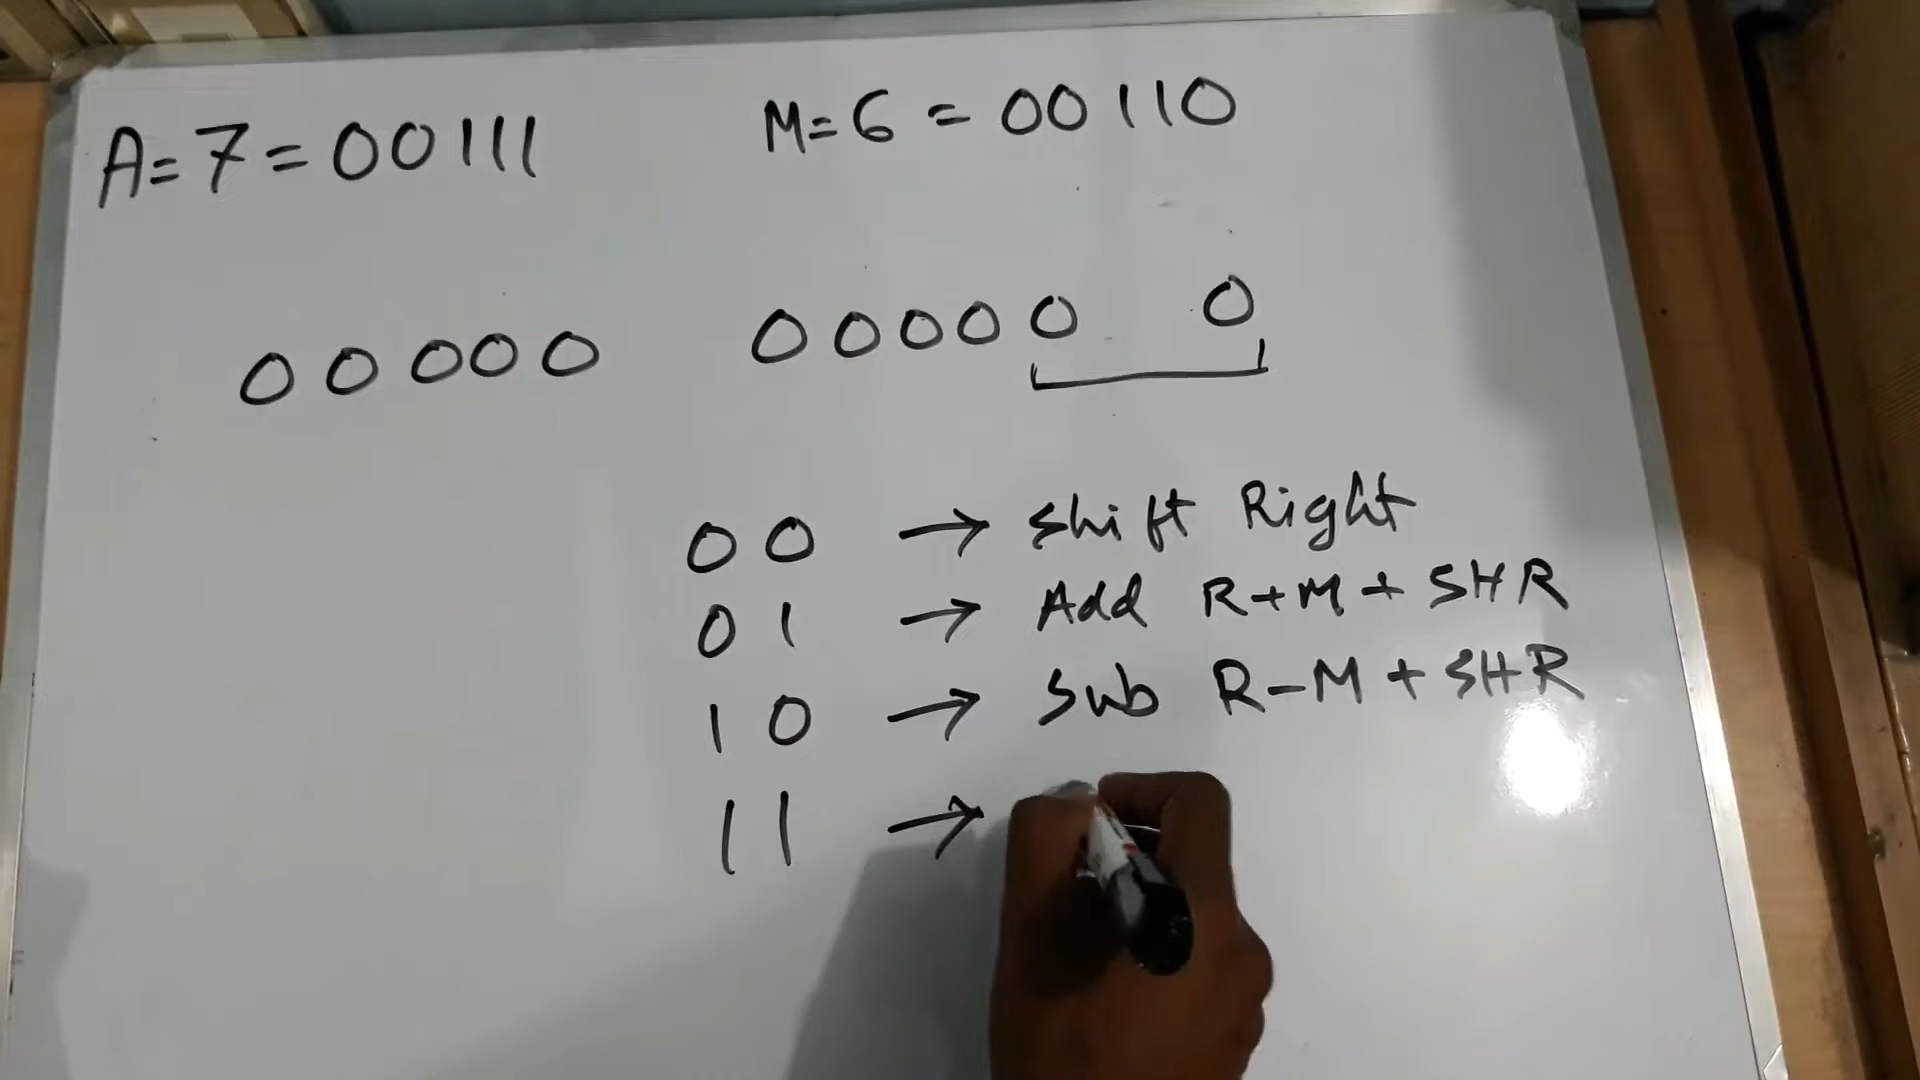 A=7=00111
M=6=00110
00000 00000 0
00 → Shift Right
01 → Add R+M+SHR
10 → Sub R-M+SHR
11 →